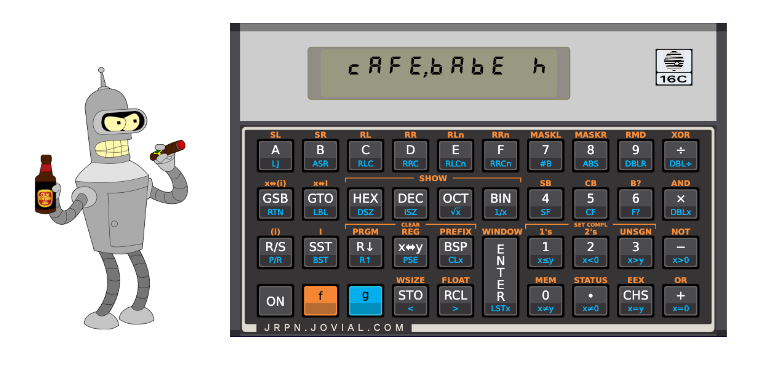 cAFE,bAbE h
16C
SL SR RL RR RLn RRn MASKL MASKR RMD XOR
A B C D E F 7 8 9 ÷
LJ ASR RLC RRC RLCn RRCn #B ABS DBLR DBL÷
x↔(i) x↔I SHOW SB CB B? AND
GSB GTO HEX DEC OCT BIN 4 5 6 ×
RTN LBL DSZ ISZ √x 1/x SF CF F? DBLx
CLEAR SET COMPL
(i) I PRGM REG PREFIX WINDOW 1's 2's UNSGN NOT
R/S SST R↓ x↔y BSP ENTER 1 2 3 −
P/R BST R↑ PSE CLx x≤y x<0 x>y x>0
WSIZE FLOAT MEM STATUS EEX OR
ON f g STO RCL 0 • CHS +
< > LSTx x≠y x≠0 x=y x=0
JRPN.JOVIAL.COM